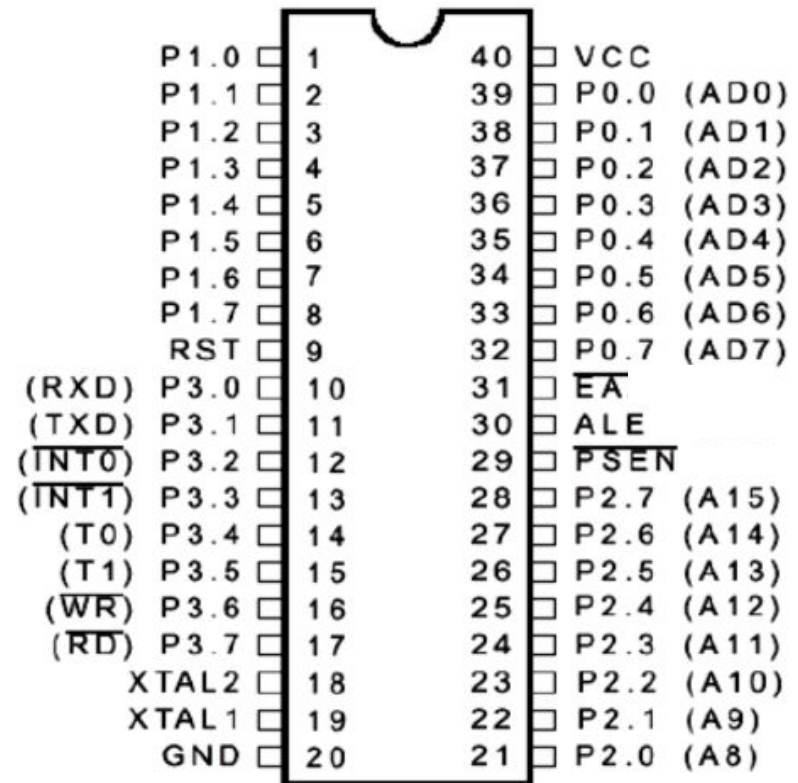 P1.0 1 40 VCC
P1.1 2 39 P0.0 (AD0)
P1.2 3 38 P0.1 (AD1)
P1.3 4 37 P0.2 (AD2)
P1.4 5 36 P0.3 (AD3)
P1.5 6 35 P0.4 (AD4)
P1.6 7 34 P0.5 (AD5)
P1.7 8 33 P0.6 (AD6)
RST 9 32 P0.7 (AD7)
(RXD) P3.0 10 31 E̅A̅
(TXD) P3.1 11 30 ALE
(I̅N̅T̅0̅) P3.2 12 29 P̅S̅E̅N̅
(I̅N̅T̅1̅) P3.3 13 28 P2.7 (A15)
(T0) P3.4 14 27 P2.6 (A14)
(T1) P3.5 15 26 P2.5 (A13)
(W̅R̅) P3.6 16 25 P2.4 (A12)
(R̅D̅) P3.7 17 24 P2.3 (A11)
XTAL2 18 23 P2.2 (A10)
XTAL1 19 22 P2.1 (A9)
GND 20 21 P2.0 (A8)